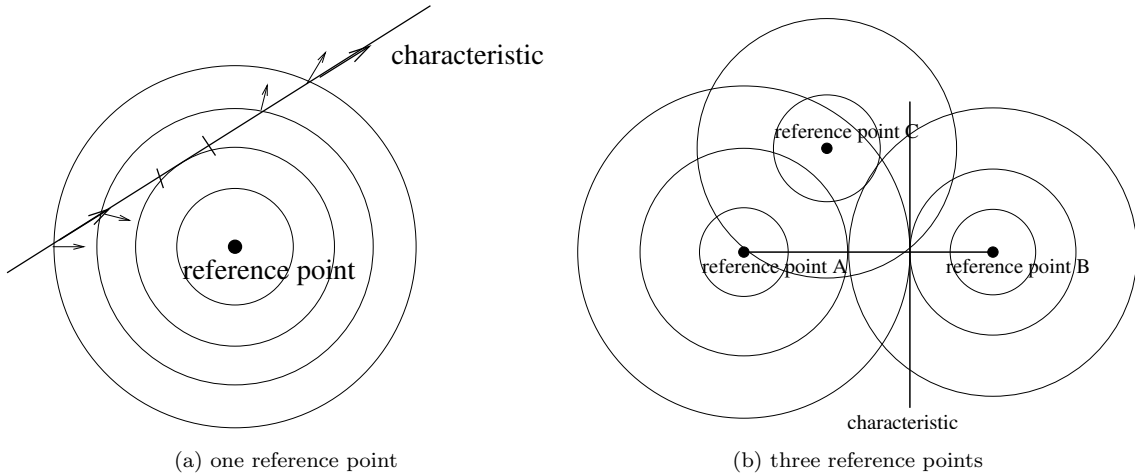 characteristic
reference point
(a) one reference point
reference point C
reference point A
reference point B
characteristic
(b) three reference points